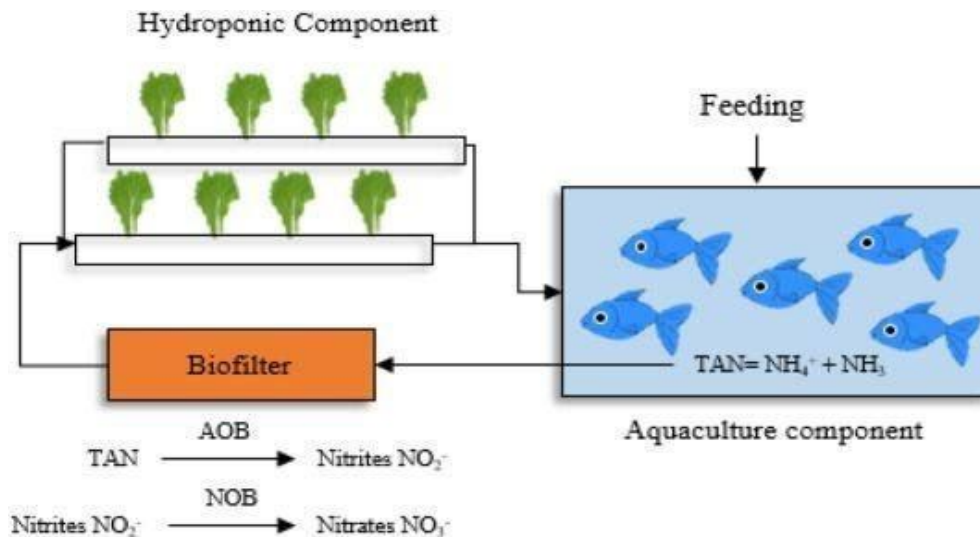 Hydroponic Component
Feeding
Biofilter
TAN= NH₄⁺ + NH₃
Aquaculture component
AOB
TAN → Nitrites NO₂⁻
NOB
Nitrites NO₂⁻ → Nitrates NO₃⁻